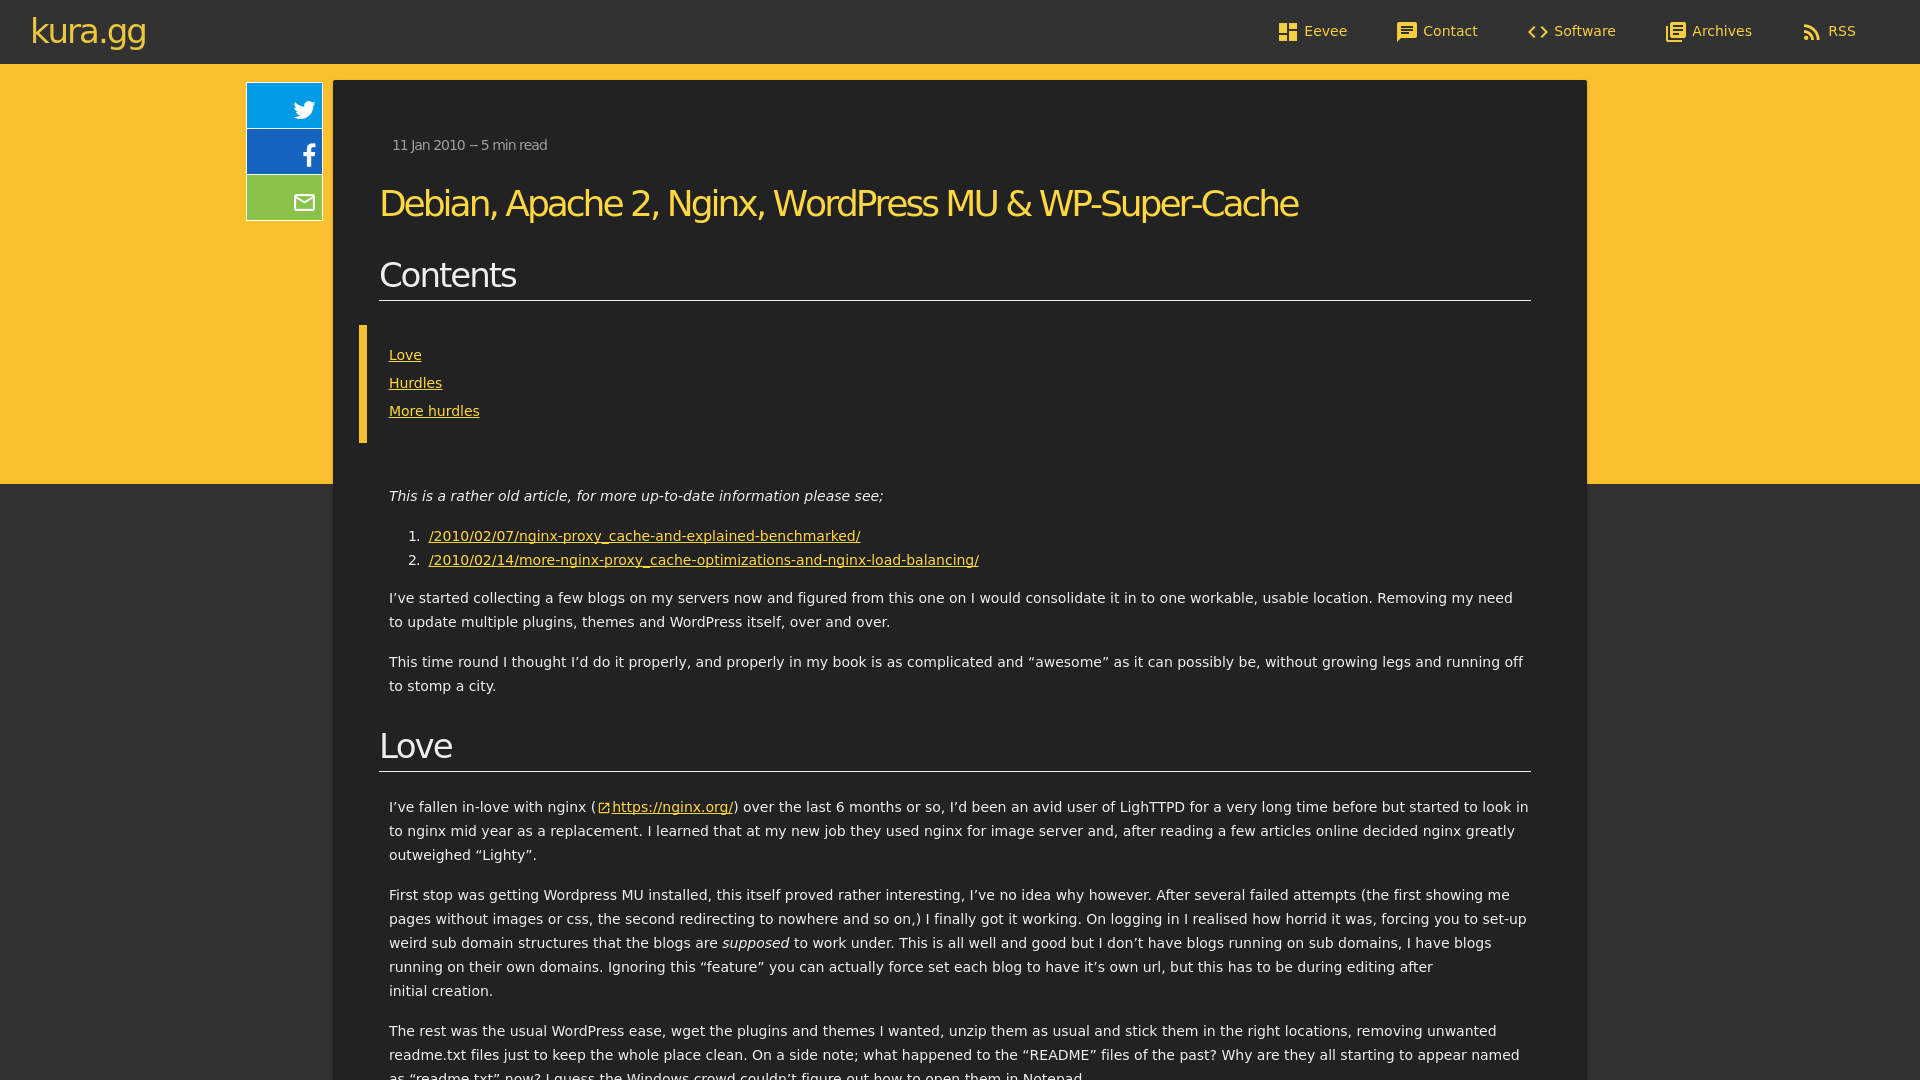 kura.gg
Eevee
Contact
Software
Archives
RSS
11 Jan 2010 – 5 min read
Debian, Apache 2, Nginx, WordPress MU & WP-Super-Cache
Contents
Love
Hurdles
More hurdles
This is a rather old article, for more up-to-date information please see;
1. /2010/02/07/nginx-proxy_cache-and-explained-benchmarked/
2. /2010/02/14/more-nginx-proxy_cache-optimizations-and-nginx-load-balancing/
I’ve started collecting a few blogs on my servers now and figured from this one on I would consolidate it in to one workable, usable location. Removing my need
to update multiple plugins, themes and WordPress itself, over and over.
This time round I thought I’d do it properly, and properly in my book is as complicated and “awesome” as it can possibly be, without growing legs and running off
to stomp a city.
Love
I’ve fallen in-love with nginx (https://nginx.org/) over the last 6 months or so, I’d been an avid user of LighTTPD for a very long time before but started to look in
to nginx mid year as a replacement. I learned that at my new job they used nginx for image server and, after reading a few articles online decided nginx greatly
outweighed “Lighty”.
First stop was getting Wordpress MU installed, this itself proved rather interesting, I’ve no idea why however. After several failed attempts (the first showing me
pages without images or css, the second redirecting to nowhere and so on,) I finally got it working. On logging in I realised how horrid it was, forcing you to set-up
weird sub domain structures that the blogs are supposed to work under. This is all well and good but I don’t have blogs running on sub domains, I have blogs
running on their own domains. Ignoring this “feature” you can actually force set each blog to have it’s own url, but this has to be during editing after
initial creation.
The rest was the usual WordPress ease, wget the plugins and themes I wanted, unzip them as usual and stick them in the right locations, removing unwanted
readme.txt files just to keep the whole place clean. On a side note; what happened to the “README” files of the past? Why are they all starting to appear named
as “readme.txt” now? I guess the Windows crowd couldn’t figure out how to open them in Notepad.